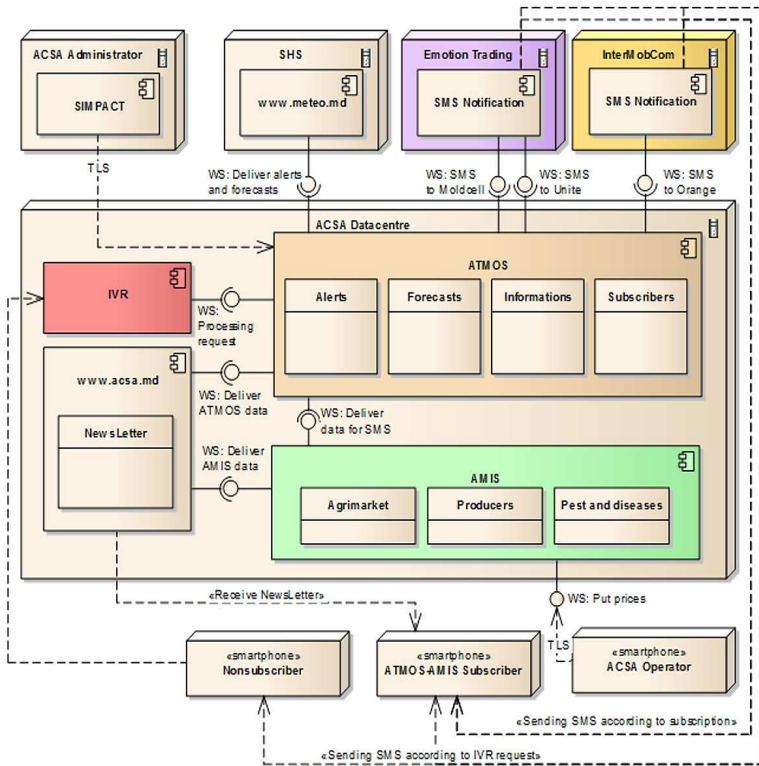 ACSA Administrator
SIMPACT
SHS
www.meteo.md
Emotion Trading
SMS Notification
InterMobCom
SMS Notification
TLS
WS: Deliver alerts
and forecasts
WS: SMS
to Moldcell
WS: SMS
to Unite
WS: SMS
to Orange
ACSA Datacentre
ATMOS
Alerts
Forecasts
Informations
Subscribers
IVR
WS:
Processing
request
www.acsa.md
NewsLetter
WS: Deliver
ATMOS data
WS: Deliver
data for SMS
WS: Deliver
AMIS data
AMIS
Agrimarket
Producers
Pest and diseases
«Receive NewsLetter»
WS: Put prices
TLS
«smartphone»
Nonsubscriber
«smartphone»
ATMOS-AMIS Subscriber
«smartphone»
ACSA Operator
«Sending SMS according to subscription»
«Sending SMS according to IVR request»